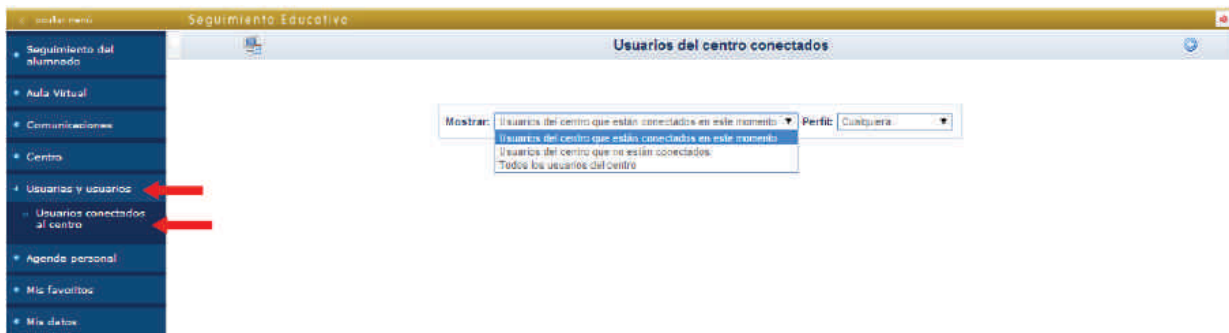 ocultar menú
Seguimiento Educativo
Seguimiento del
alumnado
Usuarios del centro conectados
Aula Virtual
Comunicaciones
Mostrar: Usuarios del centro que están conectados en este momento Perfil: Cualquiera
Usuarios del centro que están conectados en este momento
Usuarios del centro que no están conectados
Todos los usuarios del centro
Centro
Usuarias y usuarios
Usuarios conectados
al centro
Agenda personal
Mis favoritos
Mis datos